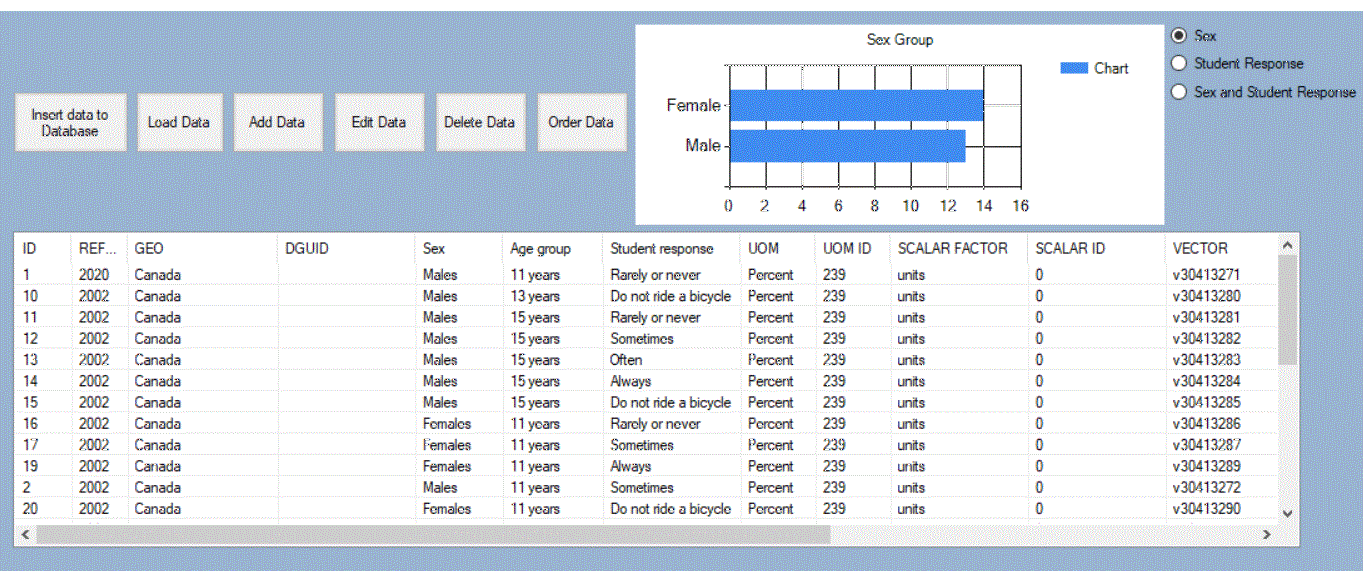 Sex Group
Sex
Chart
Student Response
Sex and Student Response
Female
Male
0 2 4 6 8 10 12 14 16
Insert data to
Database
Load Data
Add Data
Edit Data
Delete Data
Order Data
ID REF... GEO DGUID Sex Age group Student response UOM UOM ID SCALAR FACTOR SCALAR ID VECTOR
1 2020 Canada Males 11 years Rarely or never Percent 239 units 0 v30413271
10 2002 Canada Males 13 years Do not ride a bicycle Percent 239 units 0 v30413280
11 2002 Canada Males 15 years Rarely or never Percent 239 units 0 v30413281
12 2002 Canada Males 15 years Sometimes Percent 239 units 0 v30413282
13 2002 Canada Males 15 years Often Percent 239 units 0 v30413283
14 2002 Canada Males 15 years Always Percent 239 units 0 v30413284
15 2002 Canada Males 15 years Do not ride a bicycle Percent 239 units 0 v30413285
16 2002 Canada Females 11 years Rarely or never Percent 239 units 0 v30413286
17 2002 Canada Females 11 years Sometimes Percent 239 units 0 v30413287
19 2002 Canada Females 11 years Always Percent 239 units 0 v30413289
2 2002 Canada Males 11 years Sometimes Percent 239 units 0 v30413272
20 2002 Canada Females 11 years Do not ride a bicycle Percent 239 units 0 v30413290